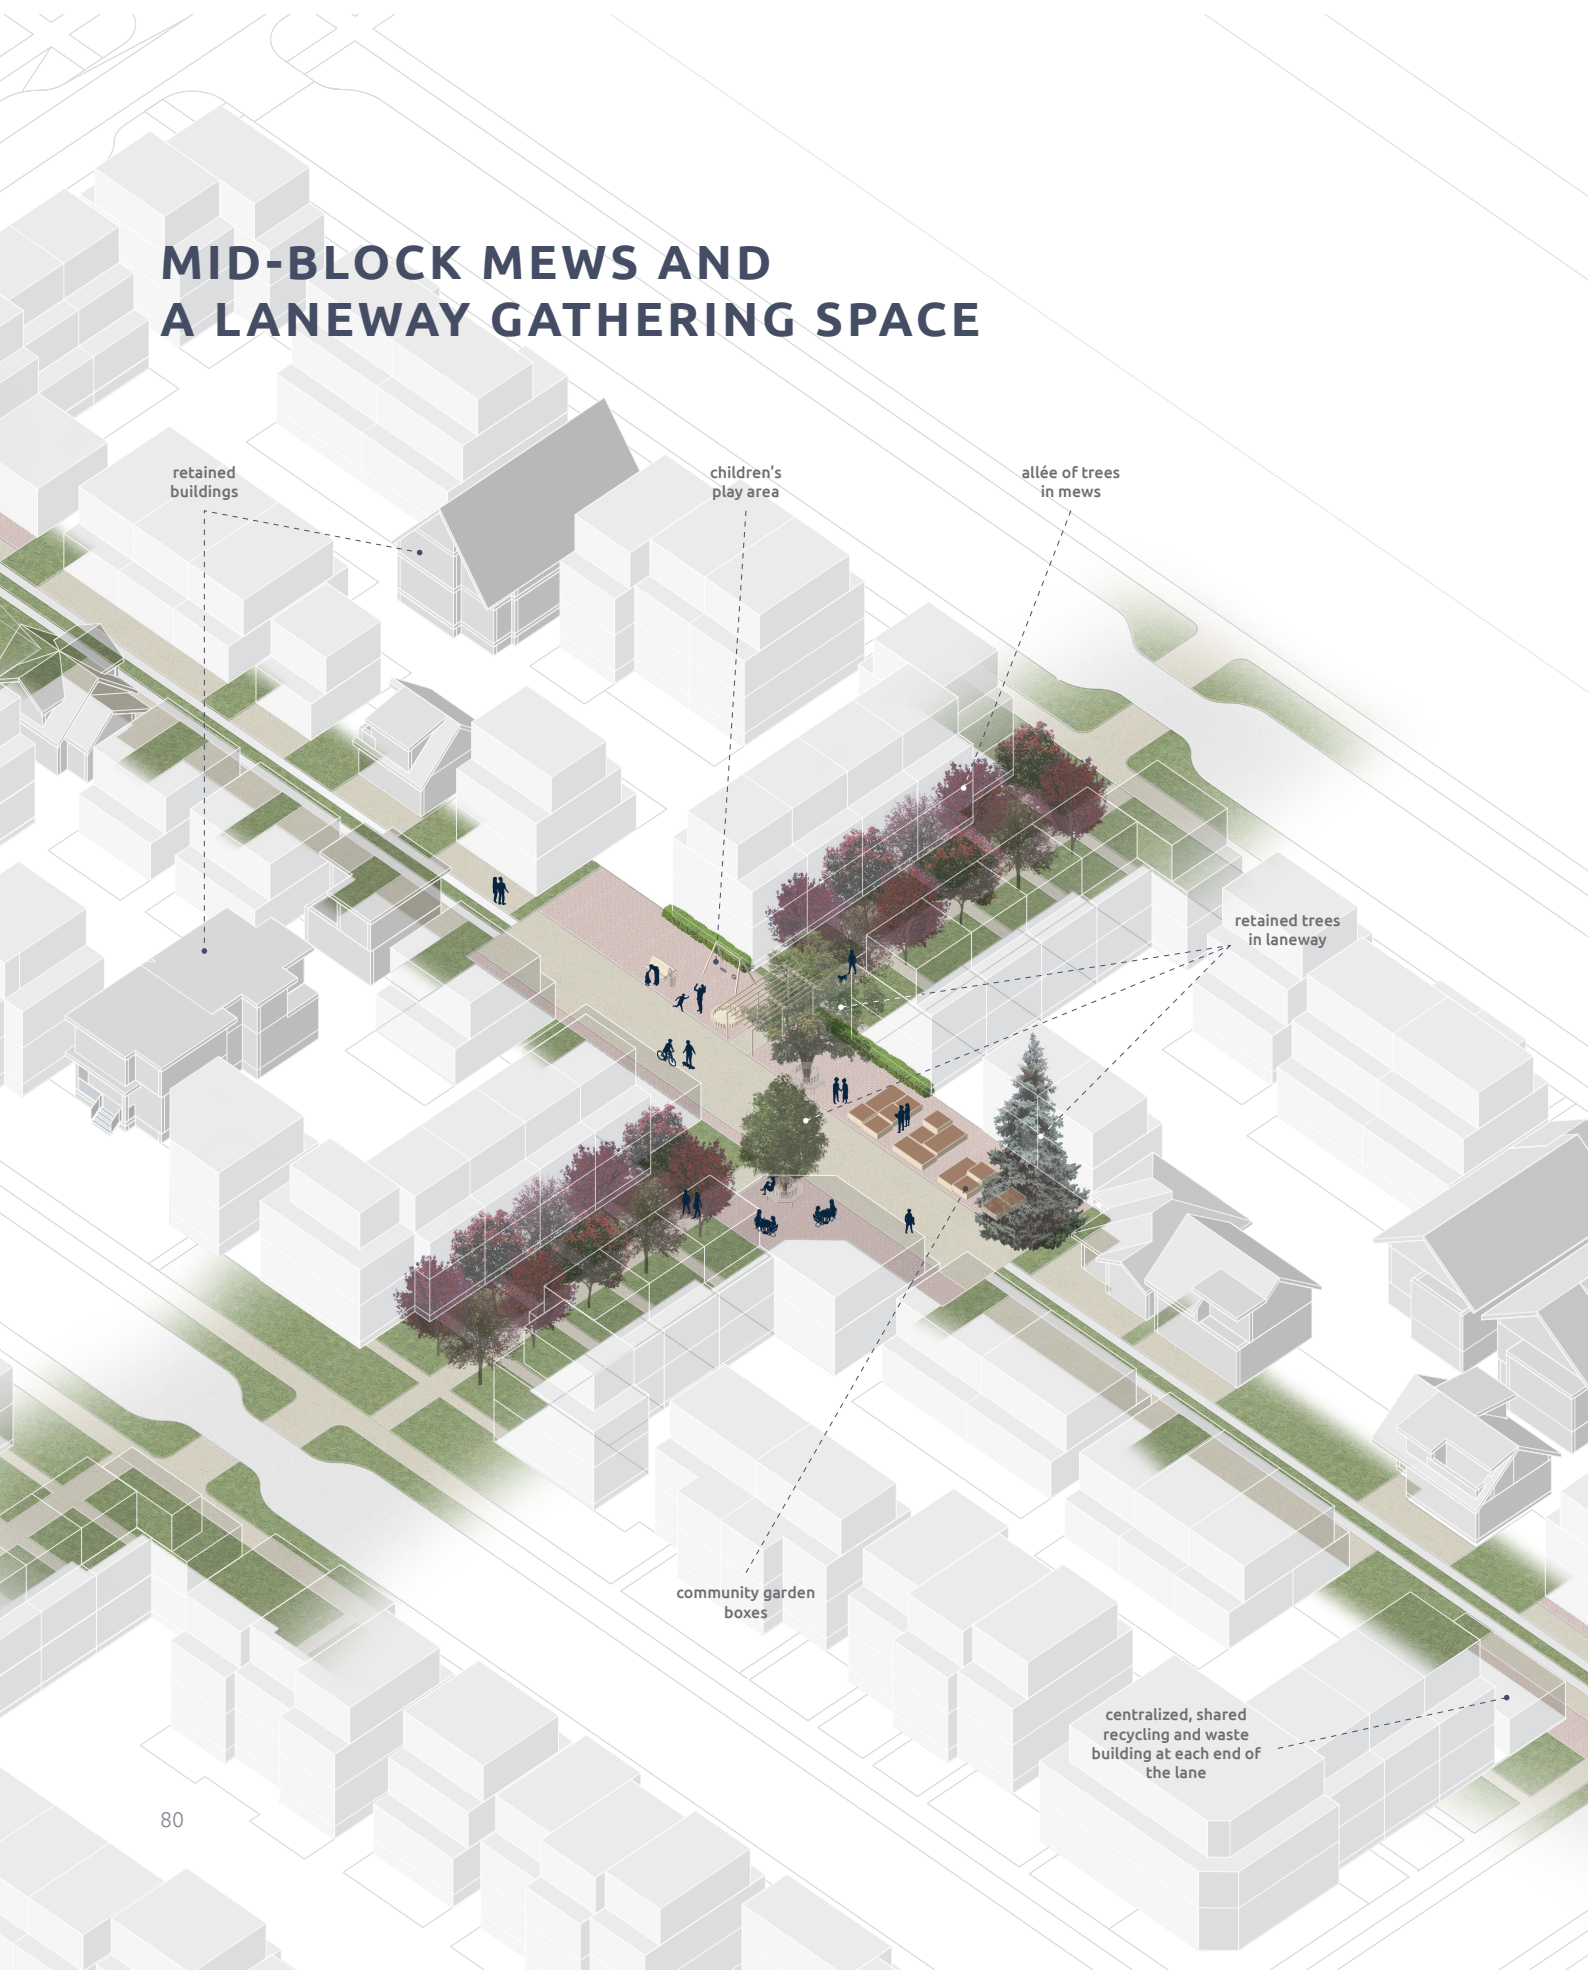 MID-BLOCK MEWS AND
A LANEWAY GATHERING SPACE
retained
buildings
children's
play area
allée of trees
in mews
retained trees
in laneway
community garden
boxes
centralized, shared
recycling and waste
building at each end of
the lane
80